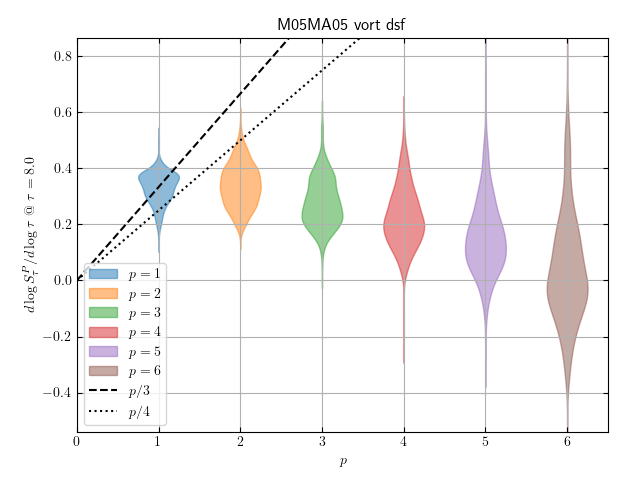 M05MA05 vort dsf
d log S_τ^P / d log τ @ τ = 8.0
0.8
0.6
0.4
0.2
0.0
−0.2
−0.4
p = 1
p = 2
p = 3
p = 4
p = 5
p = 6
p/3
p/4
0 1 2 3 4 5 6
p